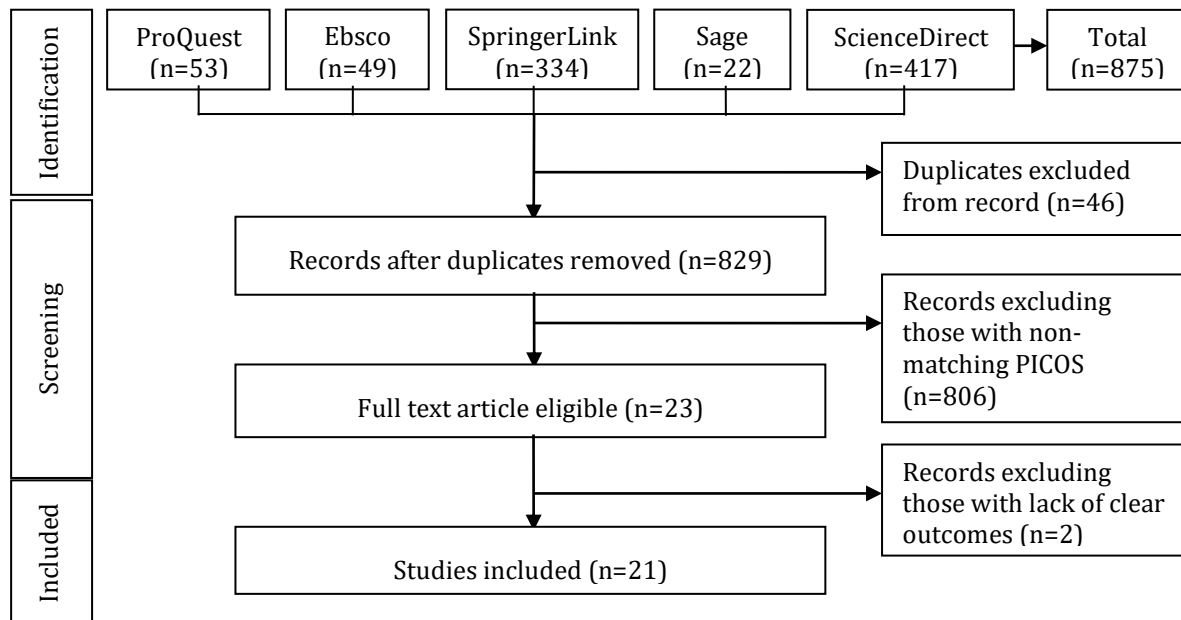 Identification
ProQuest
(n=53)
Ebsco
(n=49)
SpringerLink
(n=334)
Sage
(n=22)
ScienceDirect
(n=417)
Total
(n=875)
Duplicates excluded
from record (n=46)
Screening
Records after duplicates removed (n=829)
Records excluding
those with non-
matching PICOS
(n=806)
Full text article eligible (n=23)
Records excluding
those with lack of clear
outcomes (n=2)
Included
Studies included (n=21)